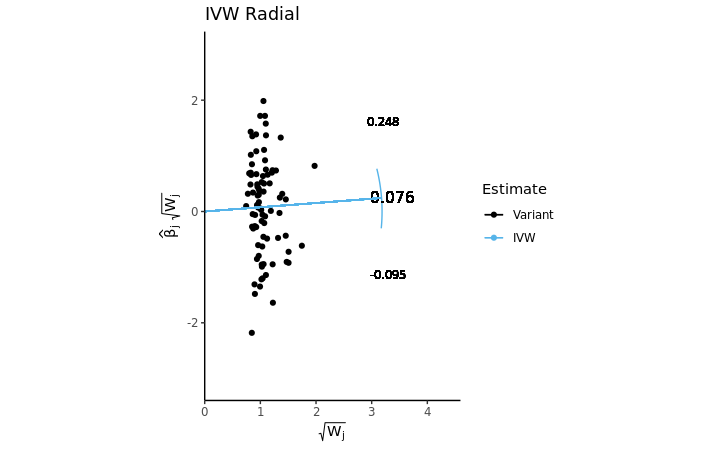 IVW Radial
β̂ⱼ √Wⱼ
2
0
-2
0.248
0.076
-0.095
0 1 2 3 4
√Wⱼ
Estimate
Variant
IVW